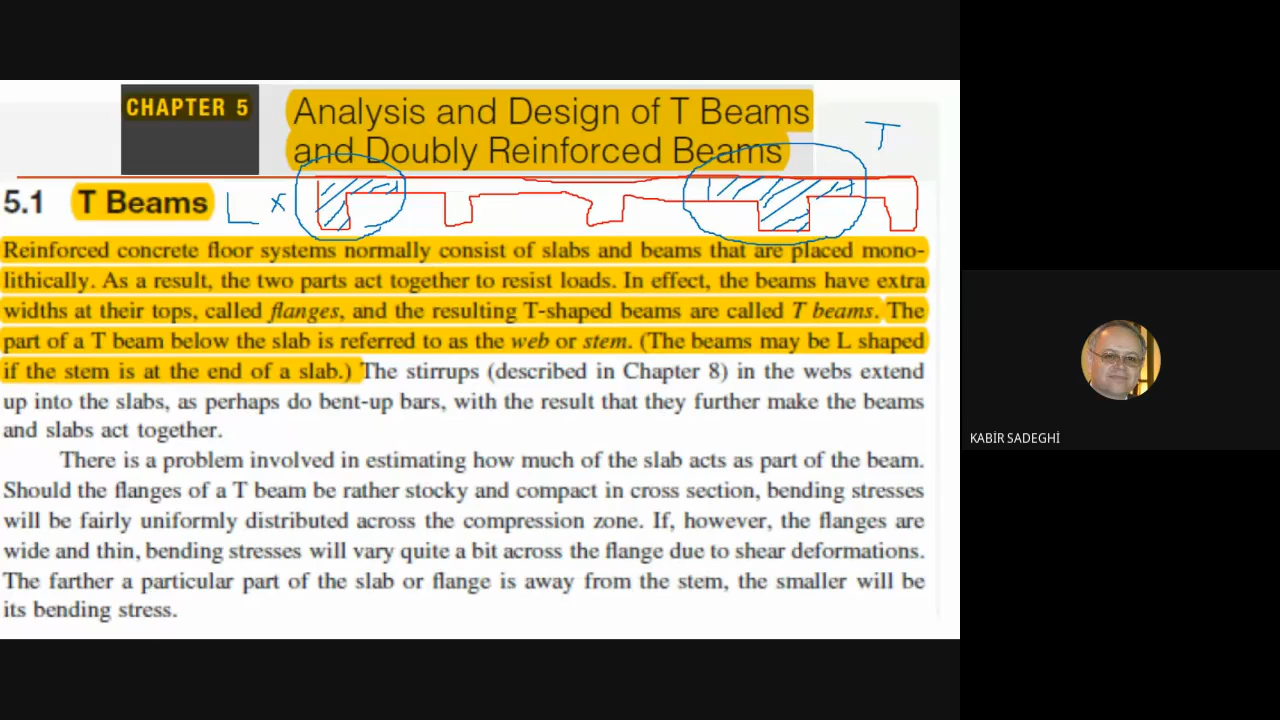 CHAPTER 5
Analysis and Design of T Beams
and Doubly Reinforced Beams
T
5.1 T Beams
L x
Reinforced concrete floor systems normally consist of slabs and beams that are placed mono-
lithically. As a result, the two parts act together to resist loads. In effect, the beams have extra
widths at their tops, called flanges, and the resulting T-shaped beams are called T beams. The
part of a T beam below the slab is referred to as the web or stem. (The beams may be L shaped
if the stem is at the end of a slab.) The stirrups (described in Chapter 8) in the webs extend
up into the slabs, as perhaps do bent-up bars, with the result that they further make the beams
and slabs act together.
There is a problem involved in estimating how much of the slab acts as part of the beam.
Should the flanges of a T beam be rather stocky and compact in cross section, bending stresses
will be fairly uniformly distributed across the compression zone. If, however, the flanges are
wide and thin, bending stresses will vary quite a bit across the flange due to shear deformations.
The farther a particular part of the slab or flange is away from the stem, the smaller will be
its bending stress.
KABİR SADEGHİ